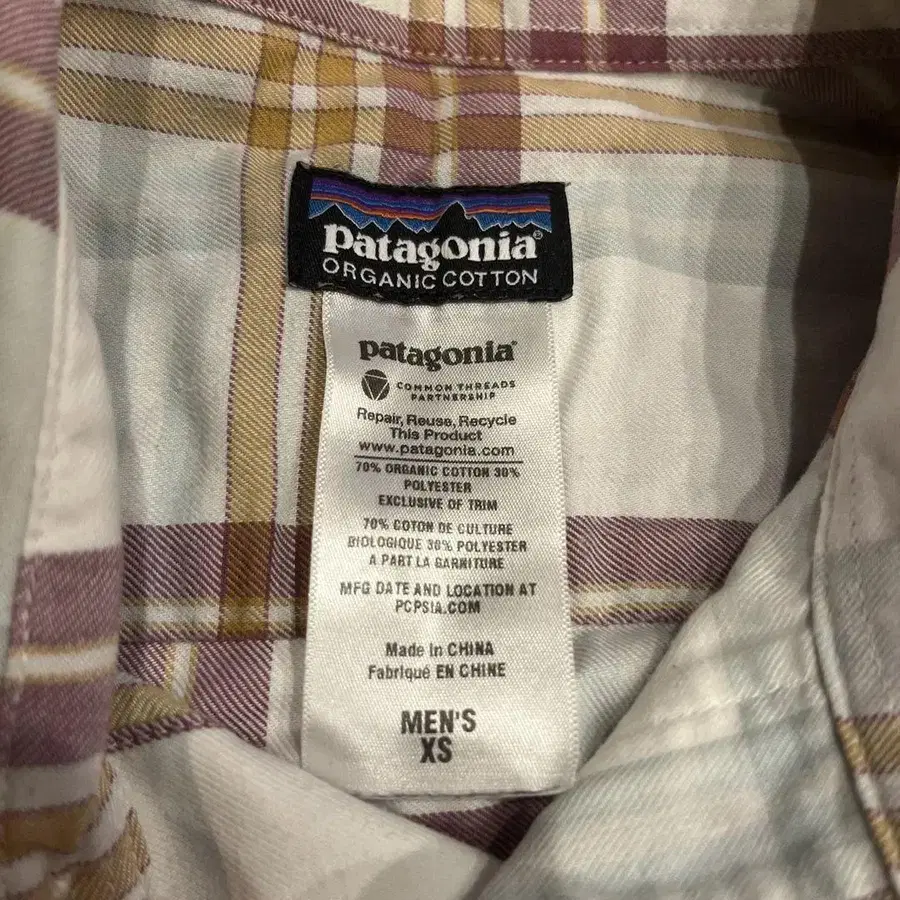 patagonia®
ORGANIC COTTON
patagonia®
COMMON THREADS
PARTNERSHIP
Repair, Reuse, Recycle
This Product
www.patagonia.com
70% ORGANIC COTTON 30%
POLYESTER
EXCLUSIVE OF TRIM
70% COTON DE CULTURE
BIOLOGIQUE 30% POLYESTER
A PART LA GARNITURE
MFG DATE AND LOCATION AT
PCPSIA.COM
Made in CHINA
Fabriqué EN CHINE
MEN'S
XS